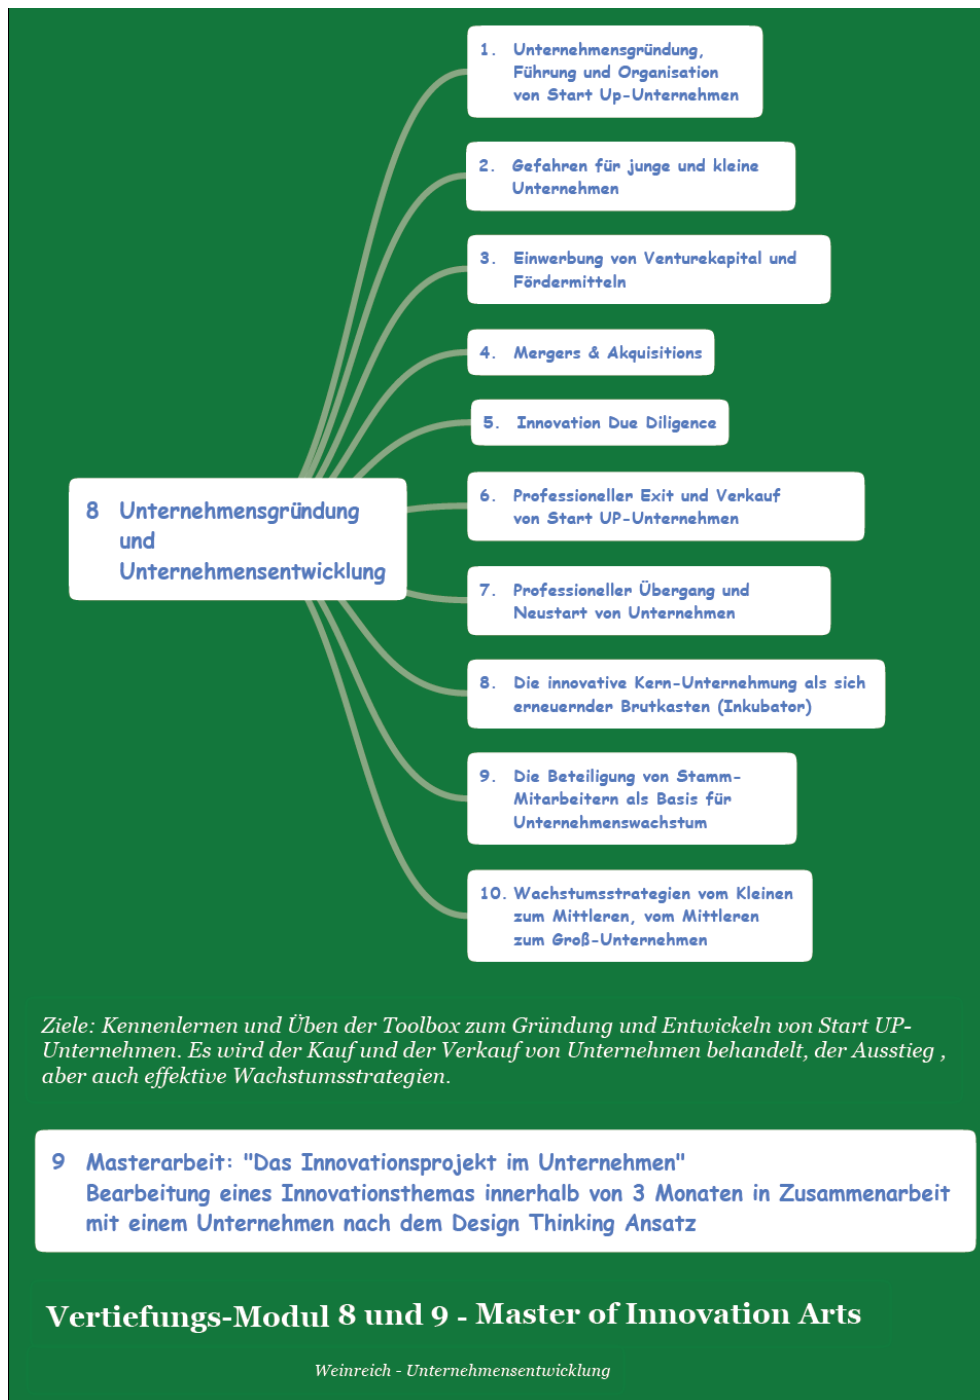 1. Unternehmensgründung,
Führung und Organisation
von Start Up-Unternehmen
2. Gefahren für junge und kleine
Unternehmen
3. Einwerbung von Venturekapital und
Fördermitteln
4. Mergers & Akquisitions
5. Innovation Due Diligence
6. Professioneller Exit und Verkauf
von Start UP-Unternehmen
8 Unternehmensgründung
und
Unternehmensentwicklung
7. Professioneller Übergang und
Neustart von Unternehmen
8. Die innovative Kern-Unternehmung als sich
erneuernder Brutkasten (Inkubator)
9. Die Beteiligung von Stamm-
Mitarbeitern als Basis für
Unternehmenswachstum
10. Wachstumsstrategien vom Kleinen
zum Mittleren, vom Mittleren
zum Groß-Unternehmen
Ziele: Kennenlernen und Üben der Toolbox zum Gründung und Entwickeln von Start UP-
Unternehmen. Es wird der Kauf und der Verkauf von Unternehmen behandelt, der Ausstieg ,
aber auch effektive Wachstumsstrategien.
9 Masterarbeit: "Das Innovationsprojekt im Unternehmen"
Bearbeitung eines Innovationsthemas innerhalb von 3 Monaten in Zusammenarbeit
mit einem Unternehmen nach dem Design Thinking Ansatz
Vertiefungs-Modul 8 und 9 - Master of Innovation Arts
Weinreich - Unternehmensentwicklung